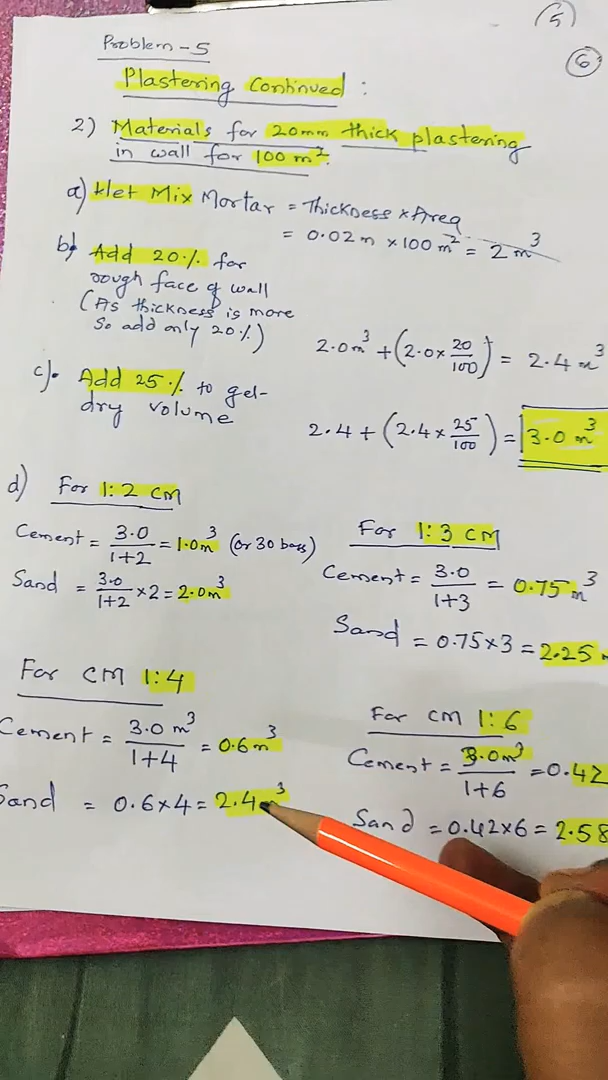 (5)
(6)
Problem - 5
Plastering Continued :
2) Materials for 20mm thick plastering
in wall for 100 m².
a) Wet Mix Mortar = Thickness × Area
= 0.02 m × 100 m² = 2 m³
b) Add 20% for
rough face of wall
(As thickness is more
so add only 20%)
2.0m³ + (2.0 × 20/100) = 2.4 m³
c). Add 25% to get
dry volume
2.4 + (2.4 × 25/100) = 3.0 m³
d) For 1:2 CM
Cement = 3.0/1+2 = 1.0m³ (or 30 bags)
Sand = 3.0/1+2 × 2 = 2.0m³
For 1:3 CM
Cement = 3.0/1+3 = 0.75 m³
Sand = 0.75×3 = 2.25
For CM 1:4
Cement = 3.0 m³/1+4 = 0.6m³
Sand = 0.6×4 = 2.4 m³
For CM 1:6
Cement = 3.0m³/1+6 = 0.42
Sand = 0.42×6 = 2.58